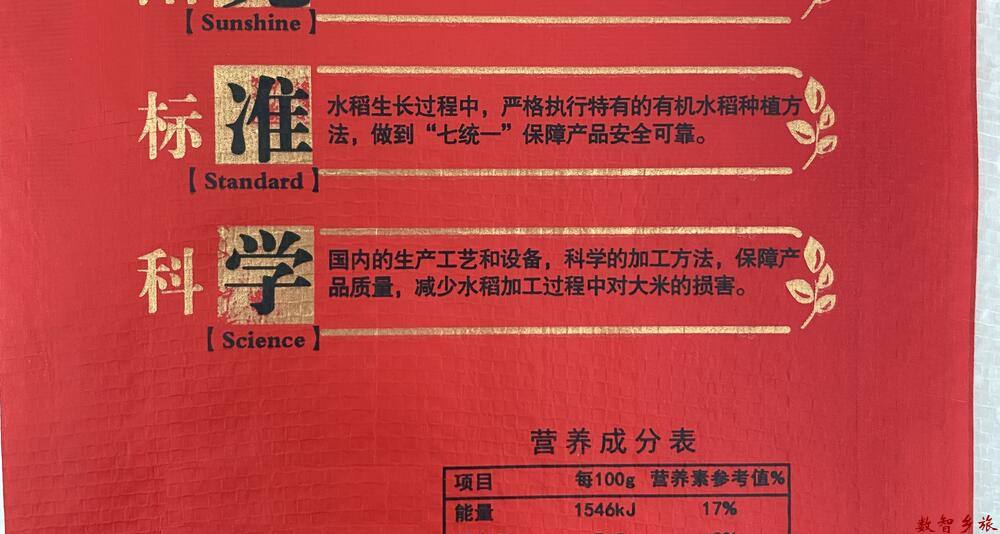 【Sunshine】
标准
水稻生长过程中，严格执行特有的有机水稻种植方
法，做到“七统一”保障产品安全可靠。
【Standard】
科学
国内的生产工艺和设备，科学的加工方法，保障产
品质量，减少水稻加工过程中对大米的损害。
【Science】
营养成分表
项目 每100g 营养素参考值%
能量 1546kJ 17%
数智乡旅